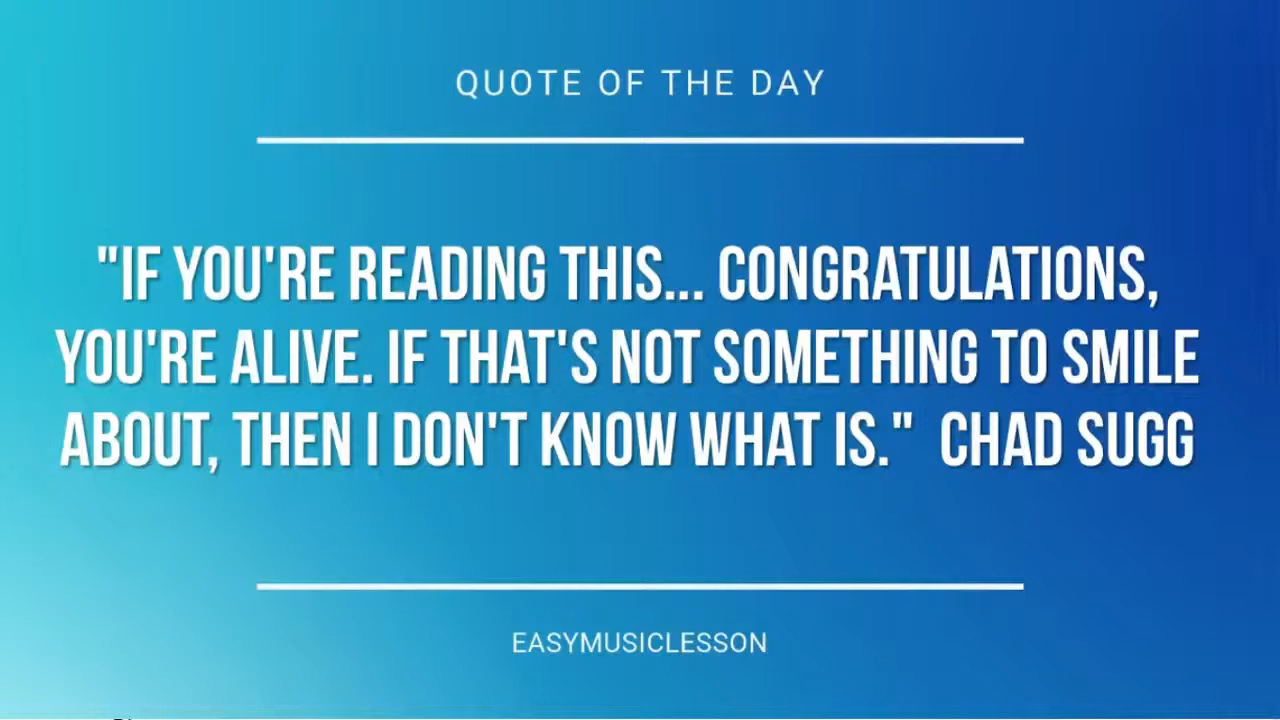 QUOTE OF THE DAY
"IF YOU'RE READING THIS... CONGRATULATIONS,
YOU'RE ALIVE. IF THAT'S NOT SOMETHING TO SMILE
ABOUT, THEN I DON'T KNOW WHAT IS." CHAD SUGG
EASYMUSICLESSON